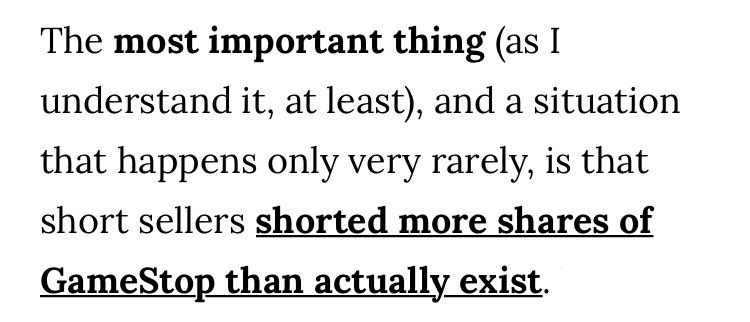 The most important thing (as I
understand it, at least), and a situation
that happens only very rarely, is that
short sellers shorted more shares of
GameStop than actually exist.